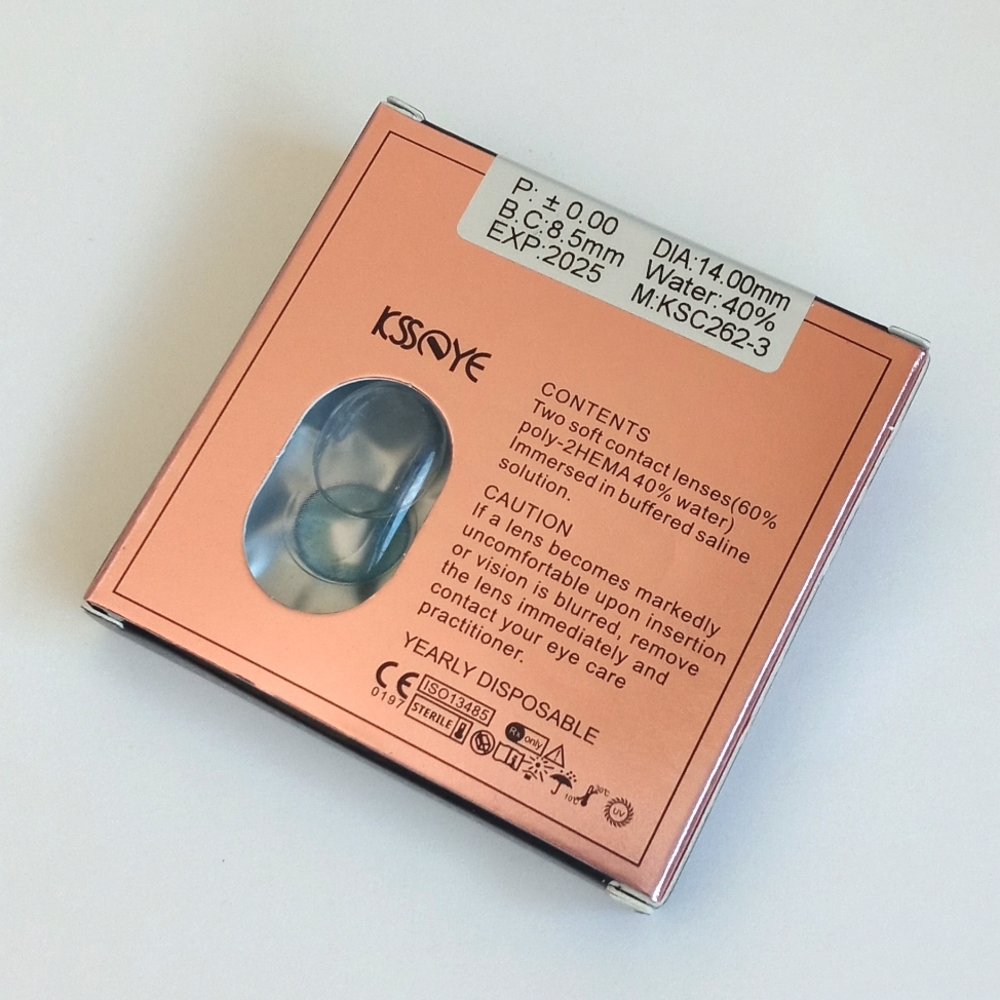 P: ± 0.00 DIA:14.00mm
B.C:8.5mm Water:40%
EXP:2025 M:KSC262-3
KSSEYE
CONTENTS
Two soft contact lenses(60%
poly-2HEMA 40% water)
Immersed in buffered saline
solution.
CAUTION
If a lens becomes markedly
uncomfortable upon insertion
or vision is blurred, remove
the lens immediately and
contact your eye care
practitioner.
YEARLY DISPOSABLE
CE ISO13485
0197 STERILE
Rx only
10℃ 20℃
UV